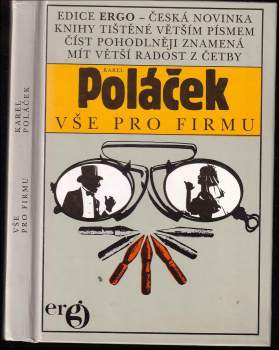 EDICE ERGO – ČESKÁ NOVINKA
KNIHY TIŠTĚNÉ VĚTŠÍM PÍSMEM
ČÍST POHODLNĚJI ZNAMENÁ
MÍT VĚTŠÍ RADOST Z ČETBY
KAREL
Poláček
VŠE PRO FIRMU
ergo
KAREL
POLÁČEK
VŠE
PRO FIRMU